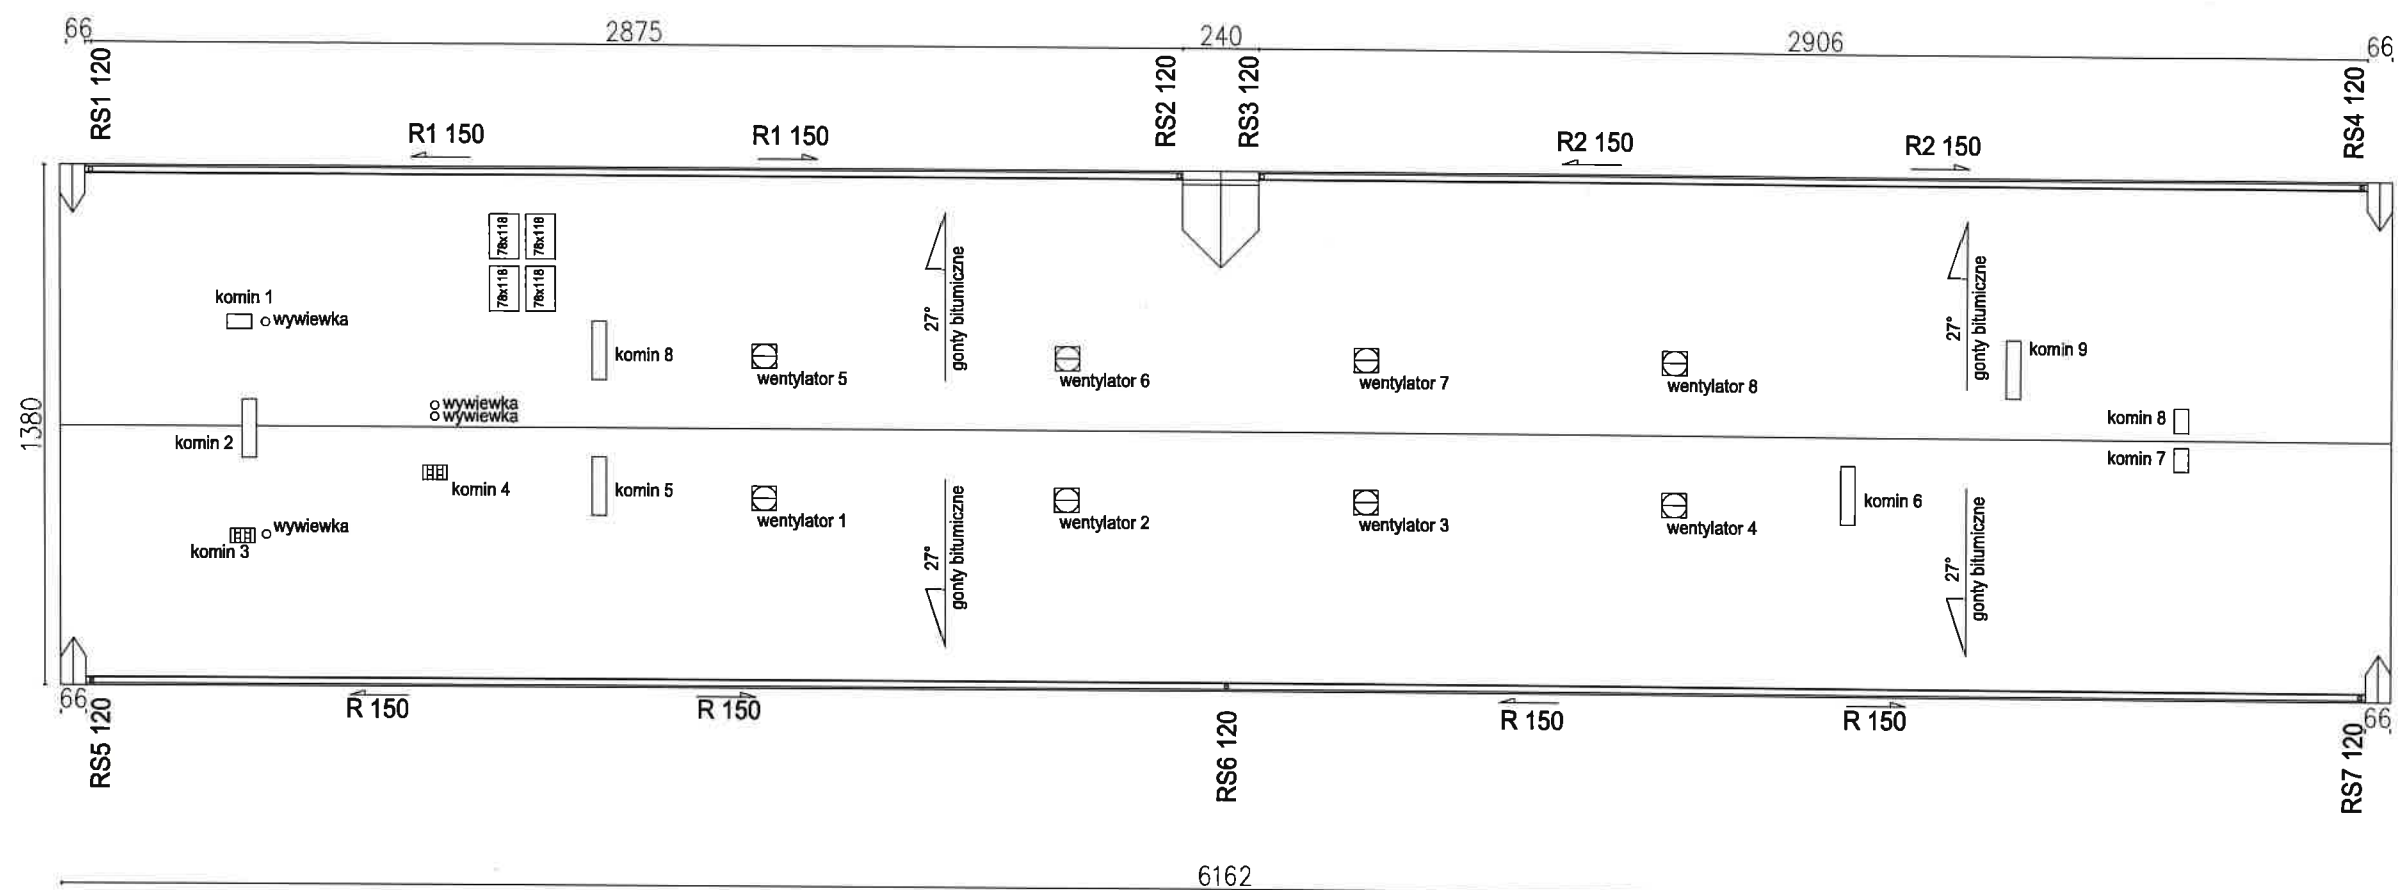 66
2875
240
2906
66
RS1 120
RS2 120
RS3 120
RS4 120
R1 150
R1 150
R2 150
R2 150
78x118
78x118
78x118
78x118
komin 1
wywiewka
komin 8
wentylator 5
27°
gonty bitumiczne
wentylator 6
wentylator 7
wentylator 8
27°
gonty bitumiczne
komin 9
1380
wywiewka
wywiewka
komin 2
komin 8
komin 7
komin 4
komin 5
wentylator 1
27°
gonty bitumiczne
wentylator 2
wentylator 3
wentylator 4
komin 6
27°
gonty bitumiczne
wywiewka
komin 3
66
RS5 120
R 150
R 150
RS6 120
R 150
R 150
RS7 120
66
6162